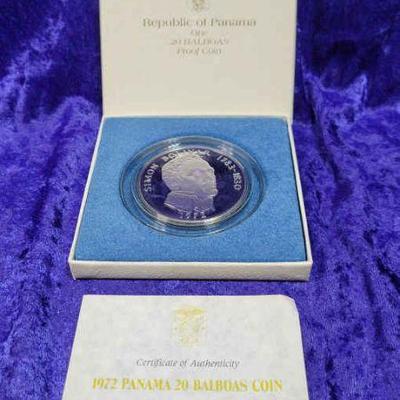 Republic of Panama
One
20 BALBOAS
Proof Coin
SIMON BOLIVAR 1783-1830
Certificate of Authenticity
1972 PANAMA 20 BALBOAS COIN